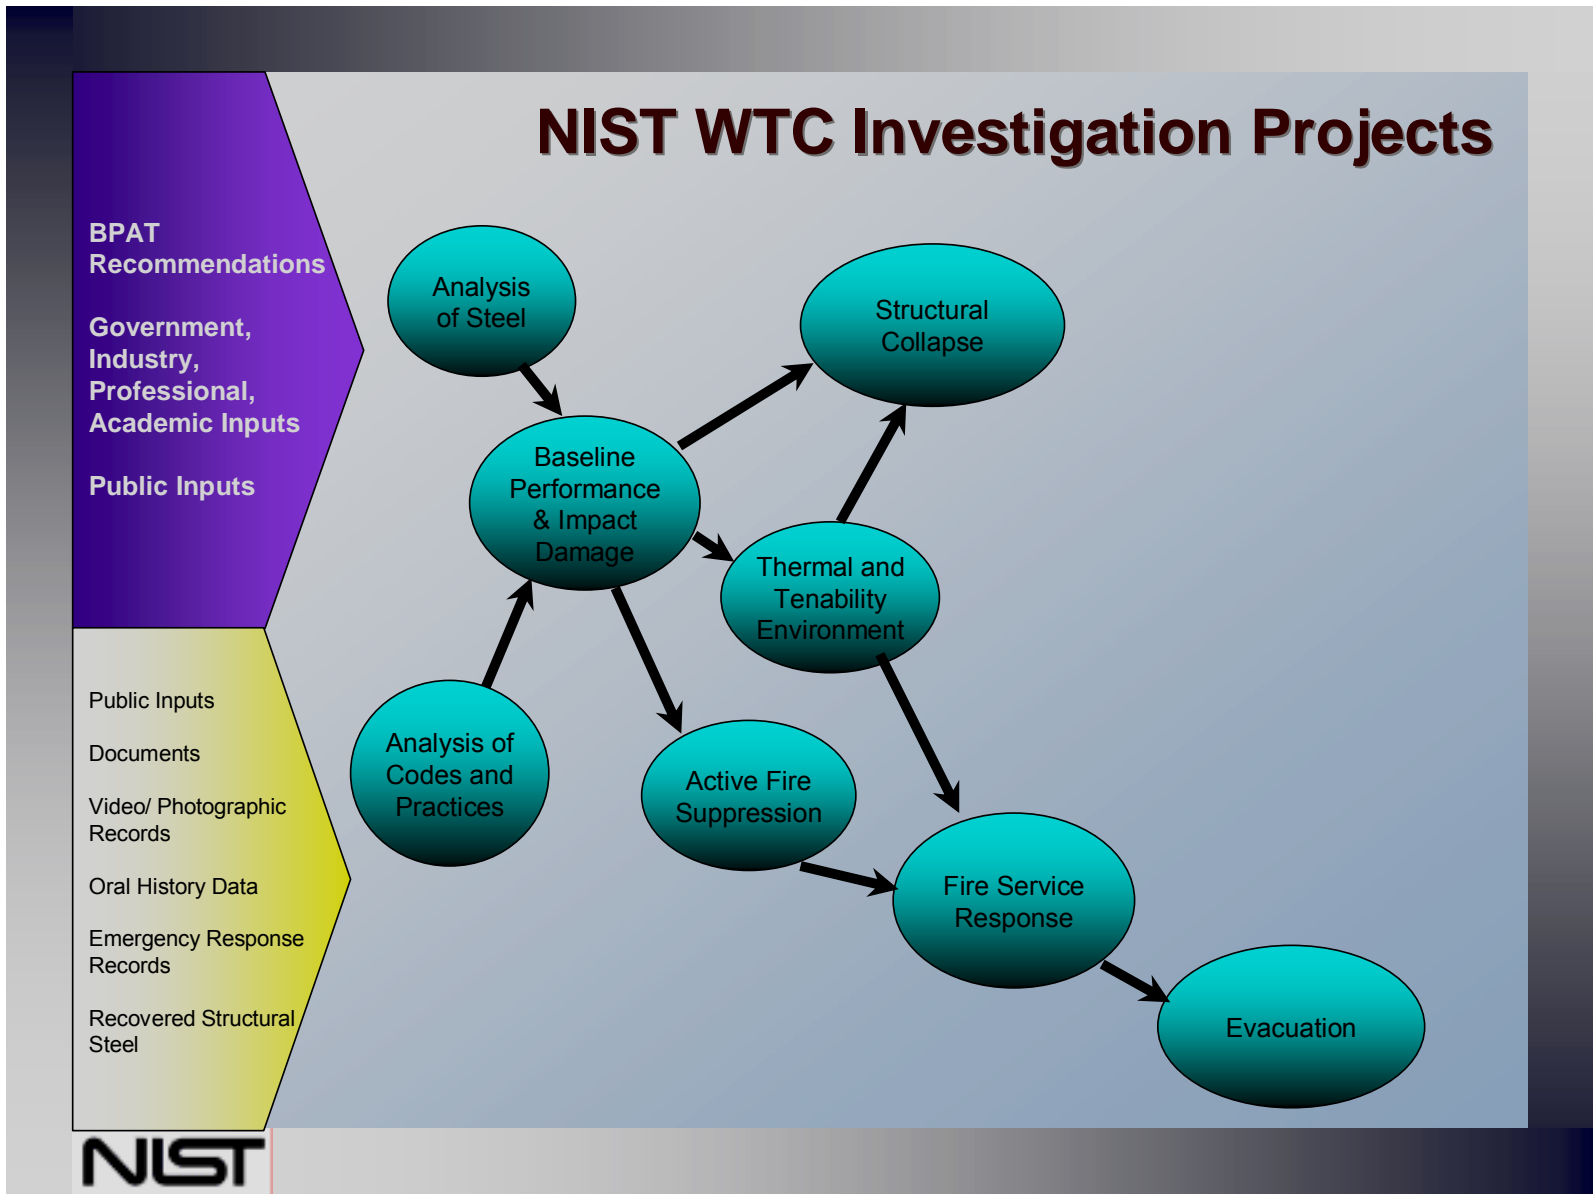 NIST WTC Investigation Projects
BPAT
Recommendations
Government,
Industry,
Professional,
Academic Inputs
Public Inputs
Public Inputs
Documents
Video/ Photographic
Records
Oral History Data
Emergency Response
Records
Recovered Structural
Steel
Analysis
of Steel
Structural
Collapse
Baseline
Performance
& Impact
Damage
Thermal and
Tenability
Environment
Analysis of
Codes and
Practices
Active Fire
Suppression
Fire Service
Response
Evacuation
NIST